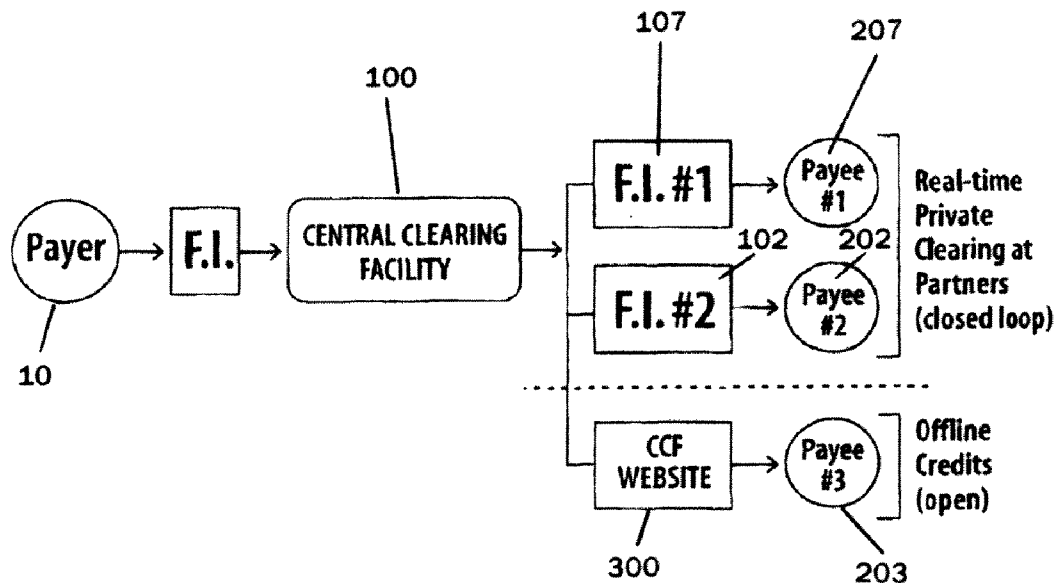 107
207
100
F.I. #1
Payee
#1
Real-time
Private
Clearing at
Partners
(closed loop)
Payer
F.I.
CENTRAL CLEARING
FACILITY
102
202
F.I. #2
Payee
#2
10
CCF
WEBSITE
Payee
#3
Offline
Credits
(open)
300
203